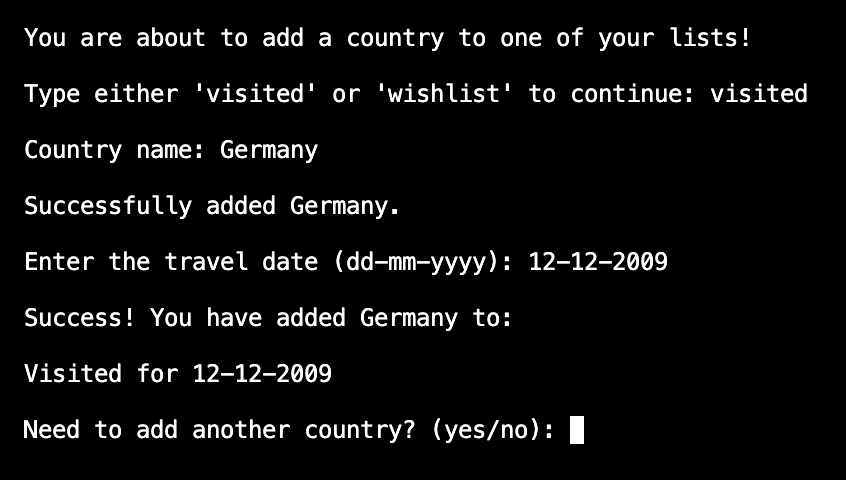 You are about to add a country to one of your lists!
Type either 'visited' or 'wishlist' to continue: visited
Country name: Germany
Successfully added Germany.
Enter the travel date (dd-mm-yyyy): 12-12-2009
Success! You have added Germany to:
Visited for 12-12-2009
Need to add another country? (yes/no):